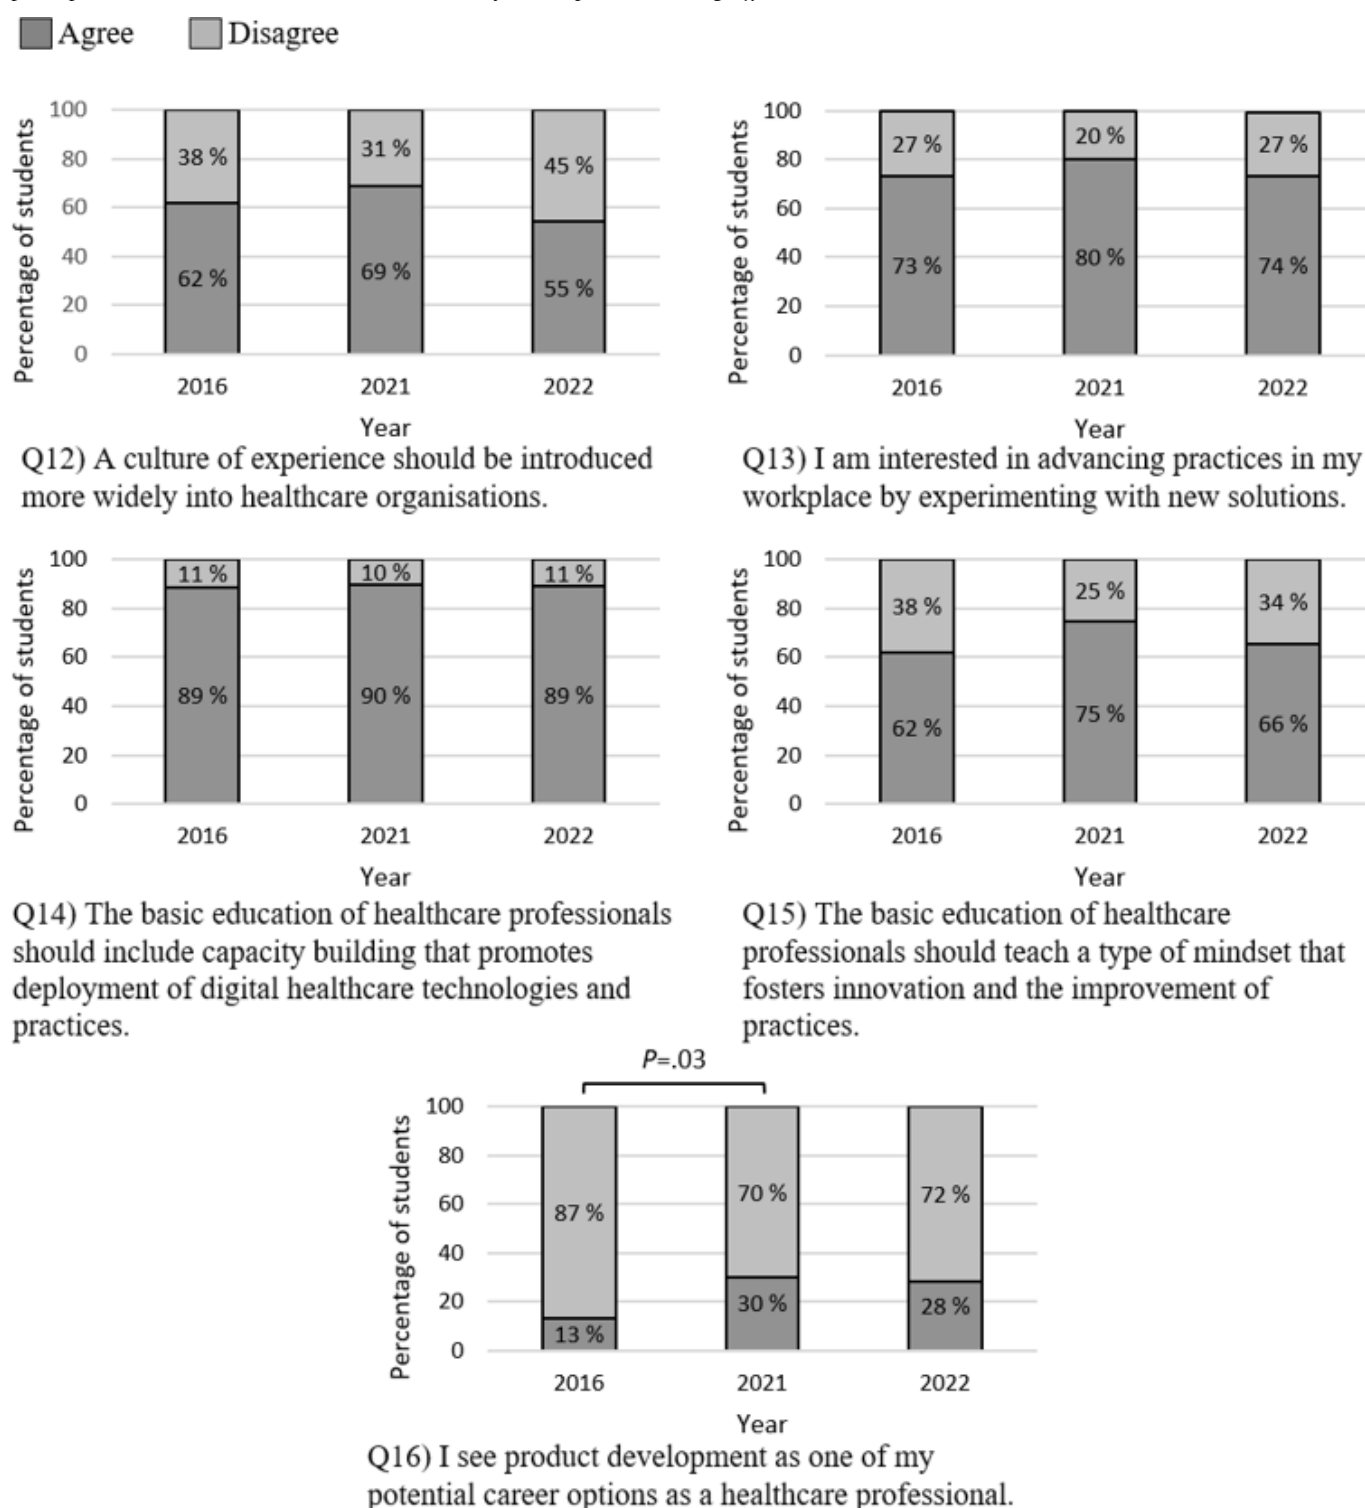 Agree Disagree
100
80
60
40
20
0
Percentage of students
38 % 31 % 45 %
62 % 69 % 55 %
2016 2021 2022
Year
Q12) A culture of experience should be introduced
more widely into healthcare organisations.
100
80
60
40
20
0
Percentage of students
27 % 20 % 27 %
73 % 80 % 74 %
2016 2021 2022
Year
Q13) I am interested in advancing practices in my
workplace by experimenting with new solutions.
100
80
60
40
20
0
Percentage of students
11 % 10 % 11 %
89 % 90 % 89 %
2016 2021 2022
Year
Q14) The basic education of healthcare professionals
should include capacity building that promotes
deployment of digital healthcare technologies and
practices.
100
80
60
40
20
0
Percentage of students
38 % 25 % 34 %
62 % 75 % 66 %
2016 2021 2022
Year
Q15) The basic education of healthcare
professionals should teach a type of mindset that
fosters innovation and the improvement of
practices.
P=.03
100
80
60
40
20
0
Percentage of students
87 % 70 % 72 %
13 % 30 % 28 %
2016 2021 2022
Year
Q16) I see product development as one of my
potential career options as a healthcare professional.